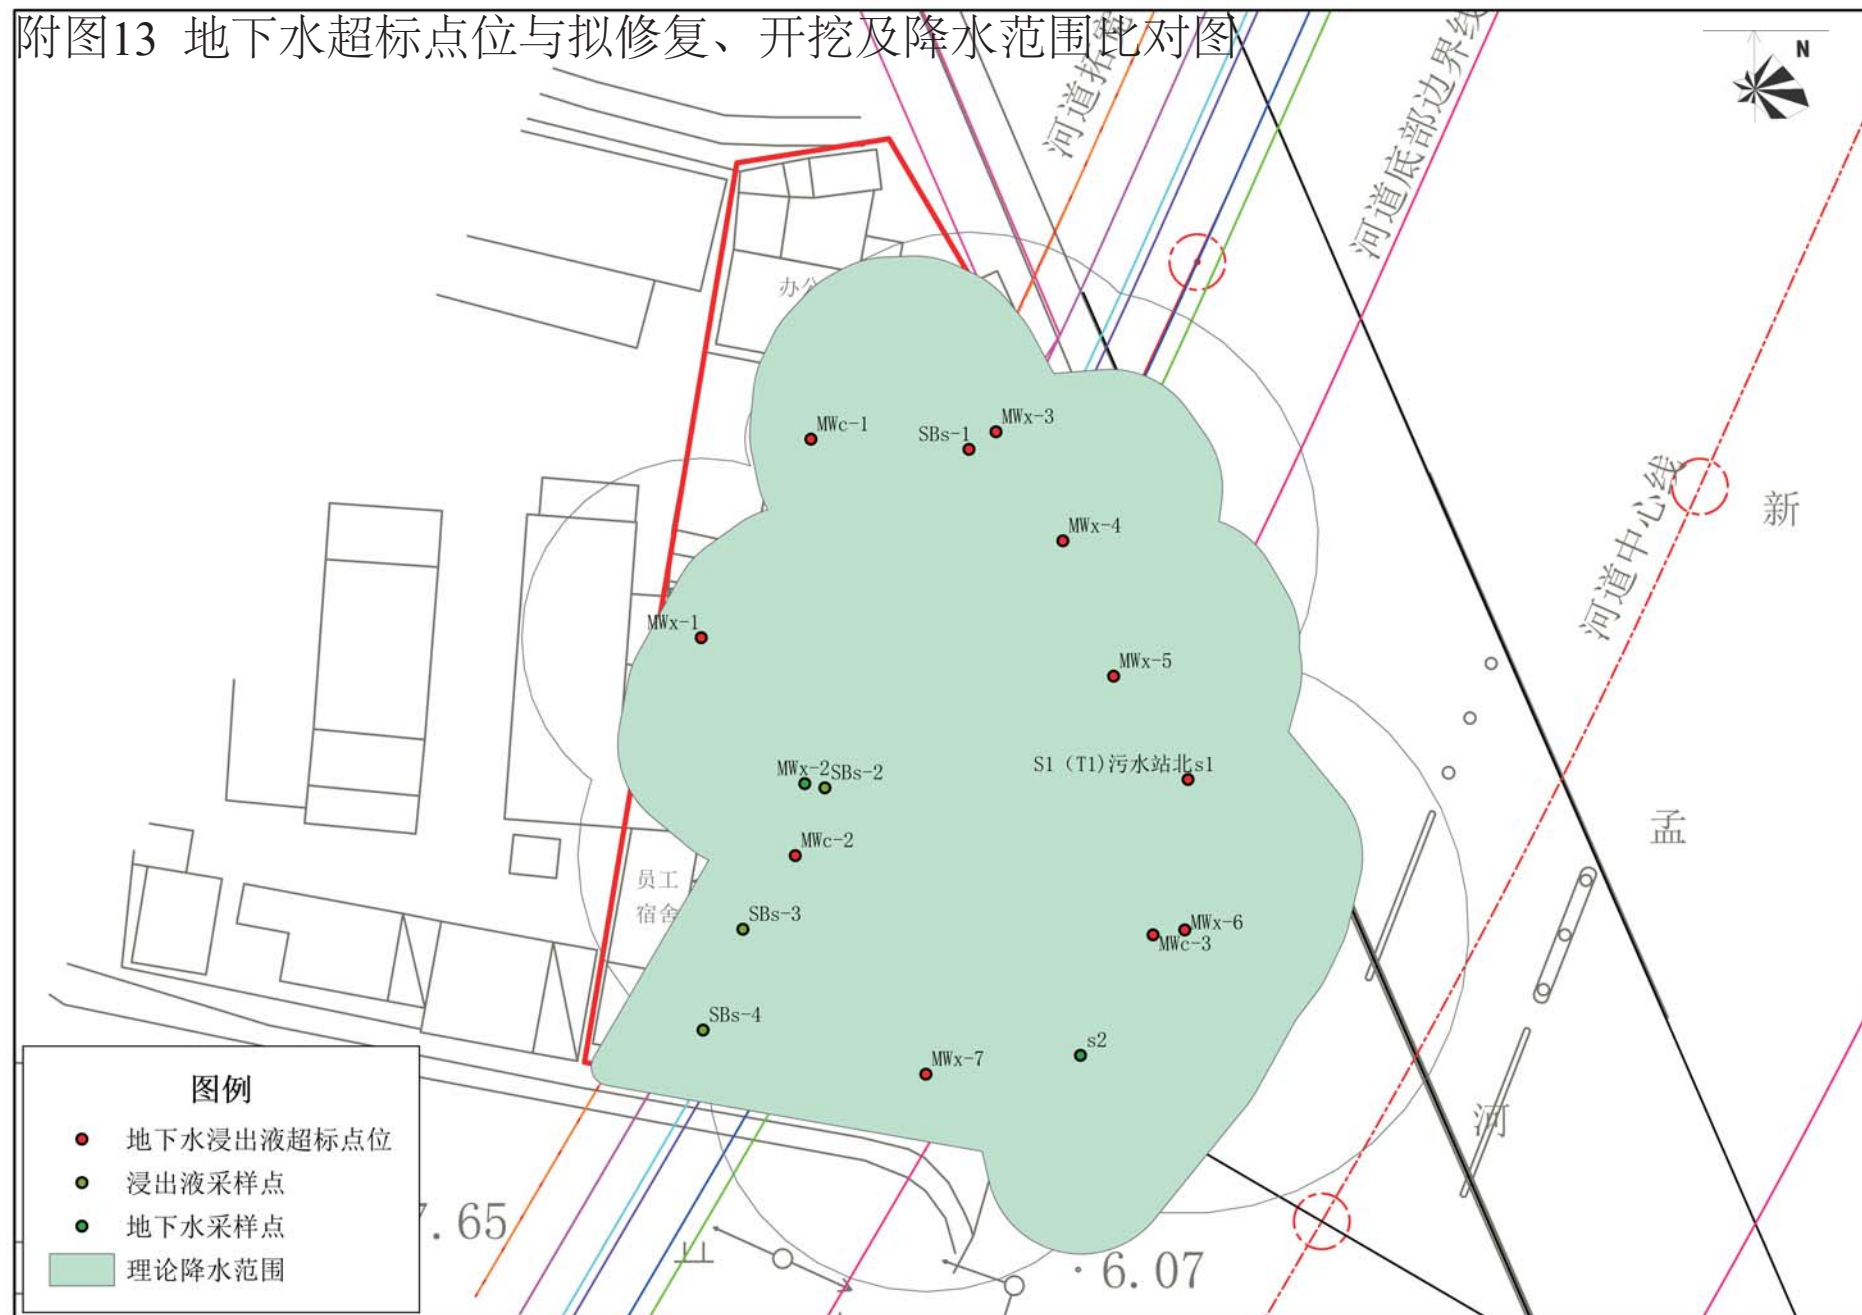 附图13 地下水超标点位与拟修复、开挖及降水范围比对图
N
河道拓宽
河道底部边界线
河道中心线
新
孟
河
办公
MWc-1
SBs-1
MWx-3
MWx-4
MWx-1
MWx-5
MWx-2
SBs-2
S1（T1)污水站北s1
MWc-2
员工
宿舍
SBs-3
MWx-6
MWc-3
SBs-4
s2
MWx-7
图例
地下水浸出液超标点位
浸出液采样点
地下水采样点
理论降水范围
.65
6.07